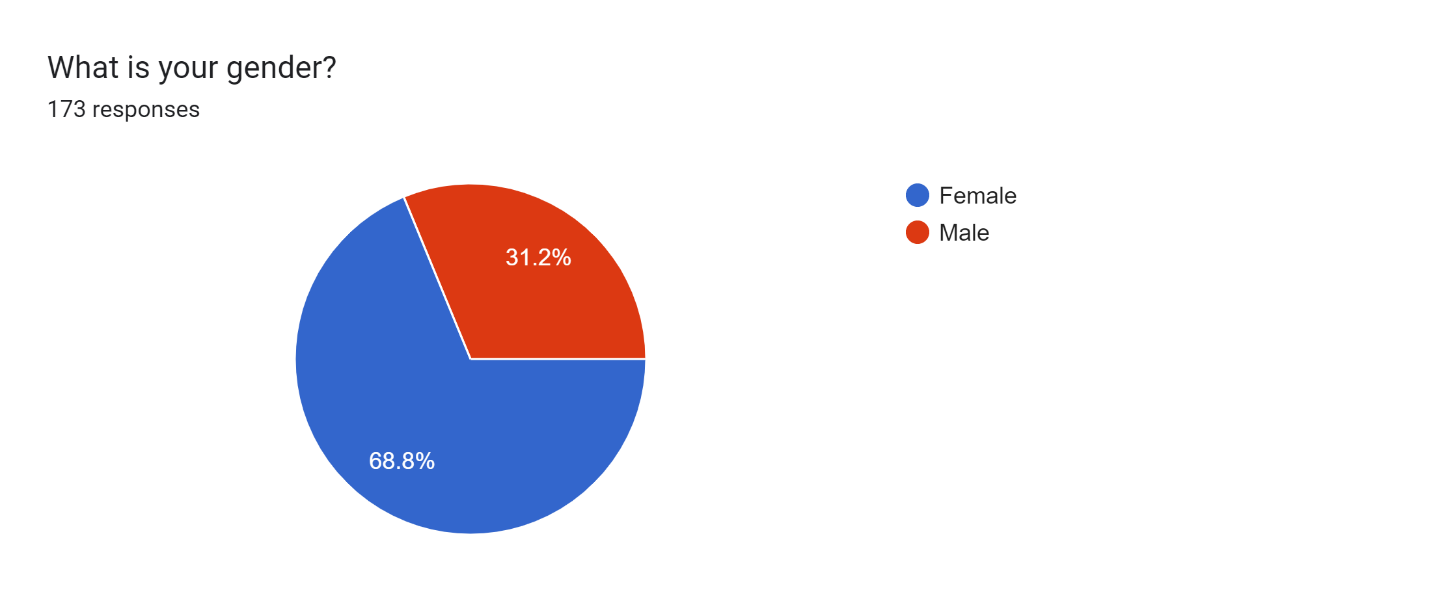 What is your gender?
173 responses
Female
Male
31.2%
68.8%